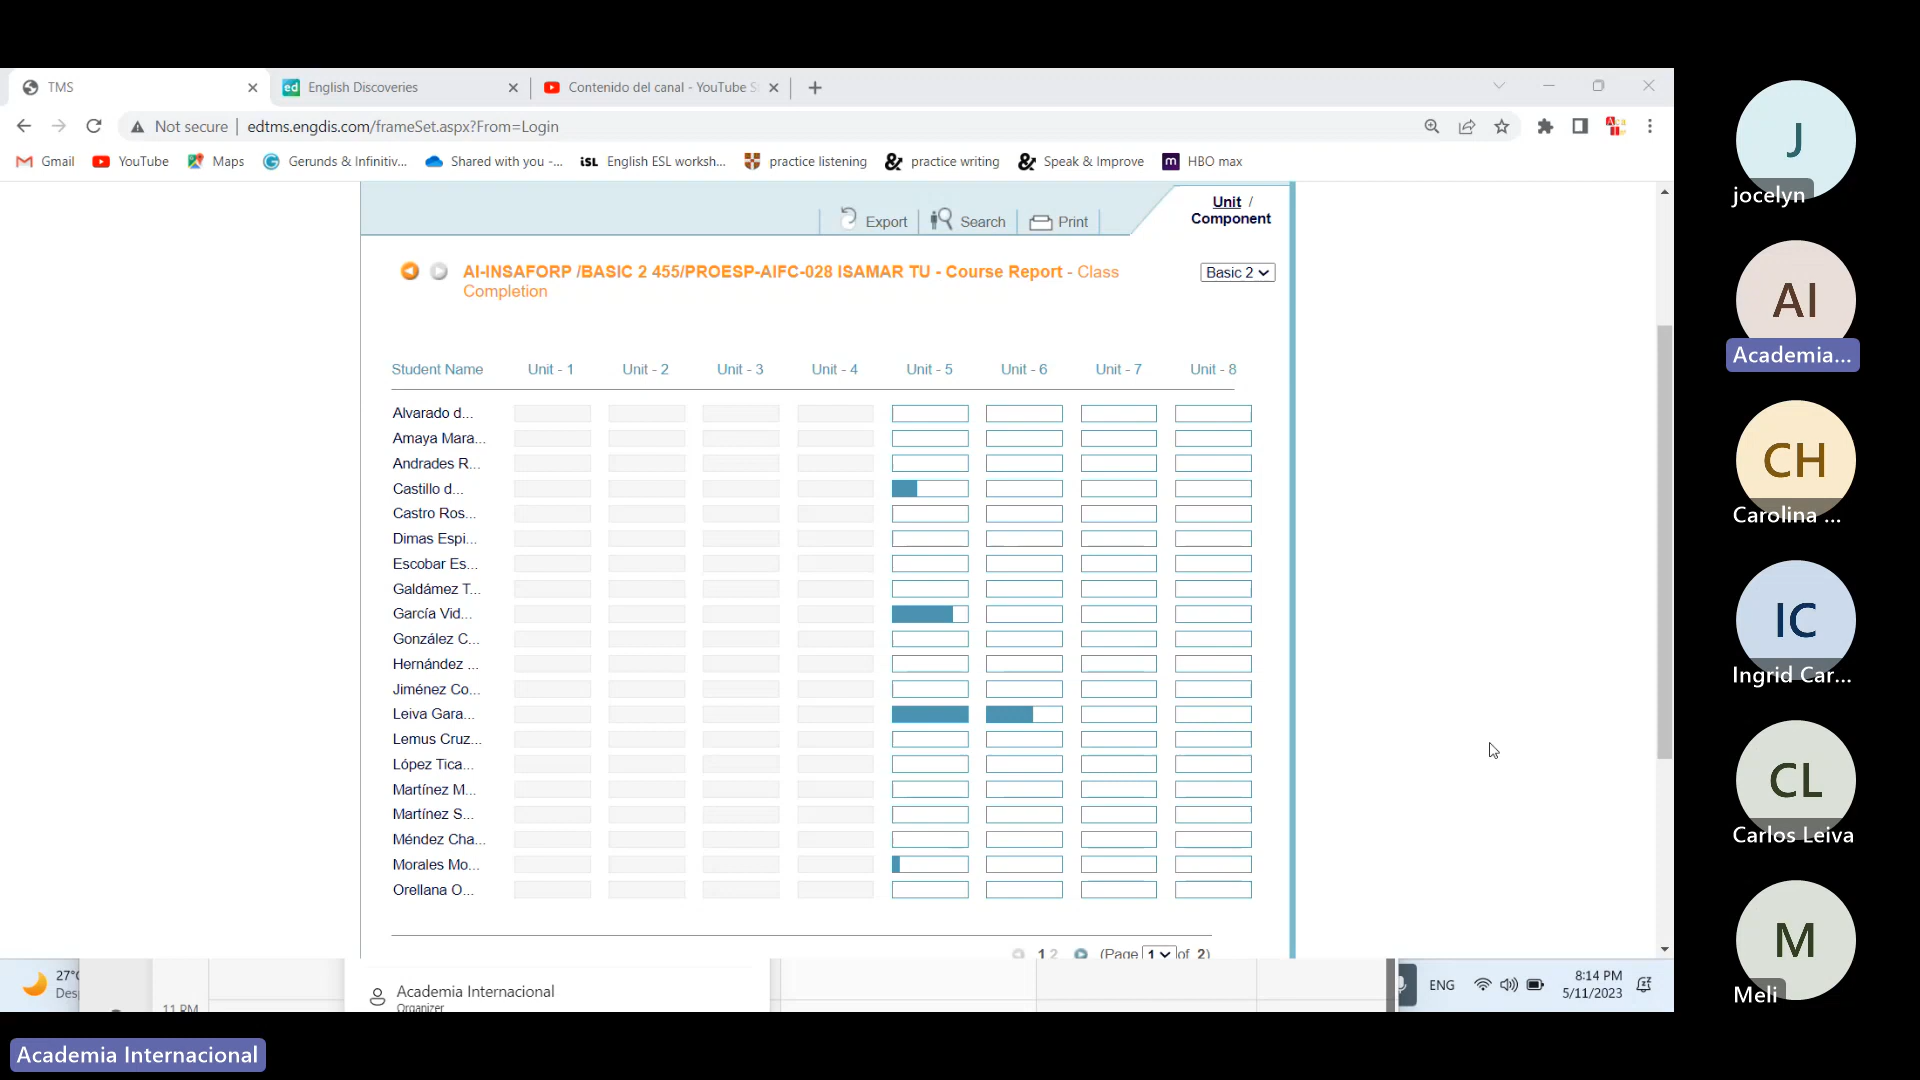 TMS
English Discoveries
Contenido del canal - YouTube S
Not secure
edtms.engdis.com/frameSet.aspx?From=Login
Gmail
YouTube
Maps
Gerunds & Infinitiv...
Shared with you -...
ISL English ESL worksh...
practice listening
practice writing
Speak & Improve
m HBO max
Export
Search
Print
Unit /
Component
AI-INSAFORP /BASIC 2 455/PROESP-AIFC-028 ISAMAR TU - Course Report - Class
Completion
Basic 2
Student Name Unit - 1 Unit - 2 Unit - 3 Unit - 4 Unit - 5 Unit - 6 Unit - 7 Unit - 8
Alvarado d...
Amaya Mara...
Andrades R...
Castillo d...
Castro Ros...
Dimas Espi...
Escobar Es...
Galdámez T...
García Vid...
González C...
Hernández ...
Jiménez Co...
Leiva Gara...
Lemus Cruz...
López Tica...
Martínez M...
Martínez S...
Méndez Cha...
Morales Mo...
Orellana O...
1 2 (Page 1 of 2)
27°C
Des
11 PM
Academia Internacional
Organizer
ENG
8:14 PM
5/11/2023
Academia Internacional
J
jocelyn
AI
Academia...
CH
Carolina ...
IC
Ingrid Car...
CL
Carlos Leiva
M
Meli